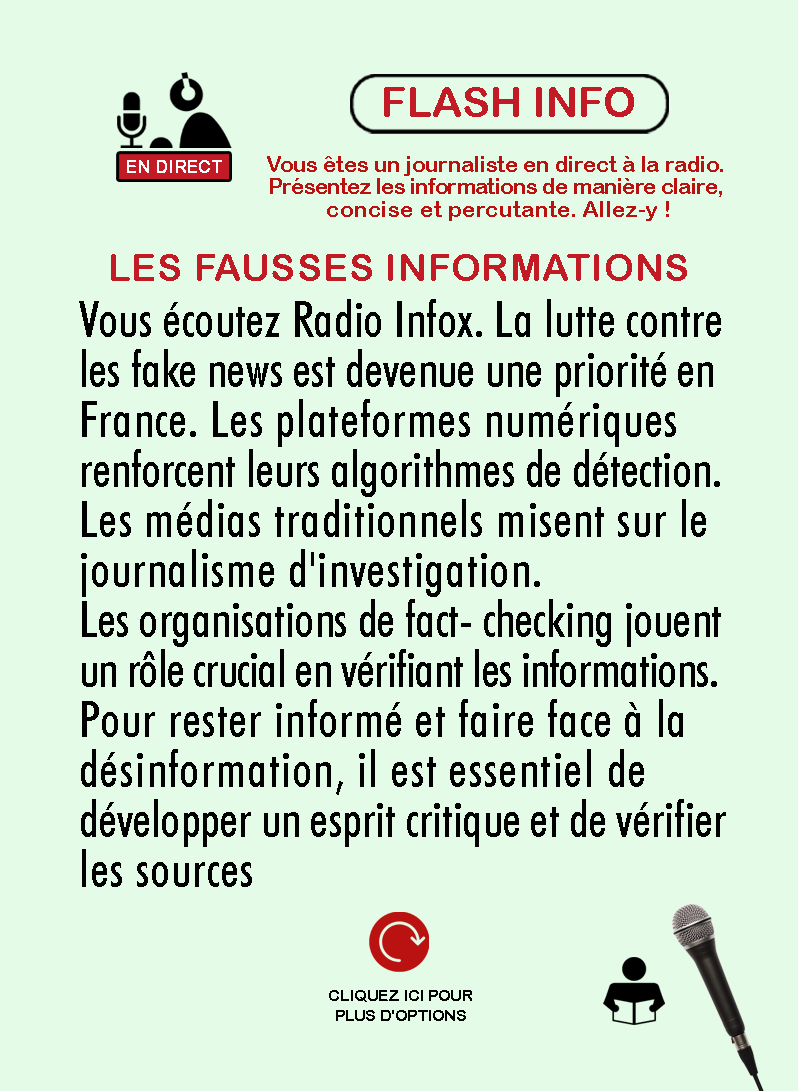 FLASH INFO
EN DIRECT
Vous êtes un journaliste en direct à la radio.
Présentez les informations de manière claire,
concise et percutante. Allez-y !
LES FAUSSES INFORMATIONS
Vous écoutez Radio Infox. La lutte contre
les fake news est devenue une priorité en
France. Les plateformes numériques
renforcent leurs algorithmes de détection.
Les médias traditionnels misent sur le
journalisme d'investigation.
Les organisations de fact- checking jouent
un rôle crucial en vérifiant les informations.
Pour rester informé et faire face à la
désinformation, il est essentiel de
développer un esprit critique et de vérifier
les sources
CLIQUEZ ICI POUR
PLUS D'OPTIONS